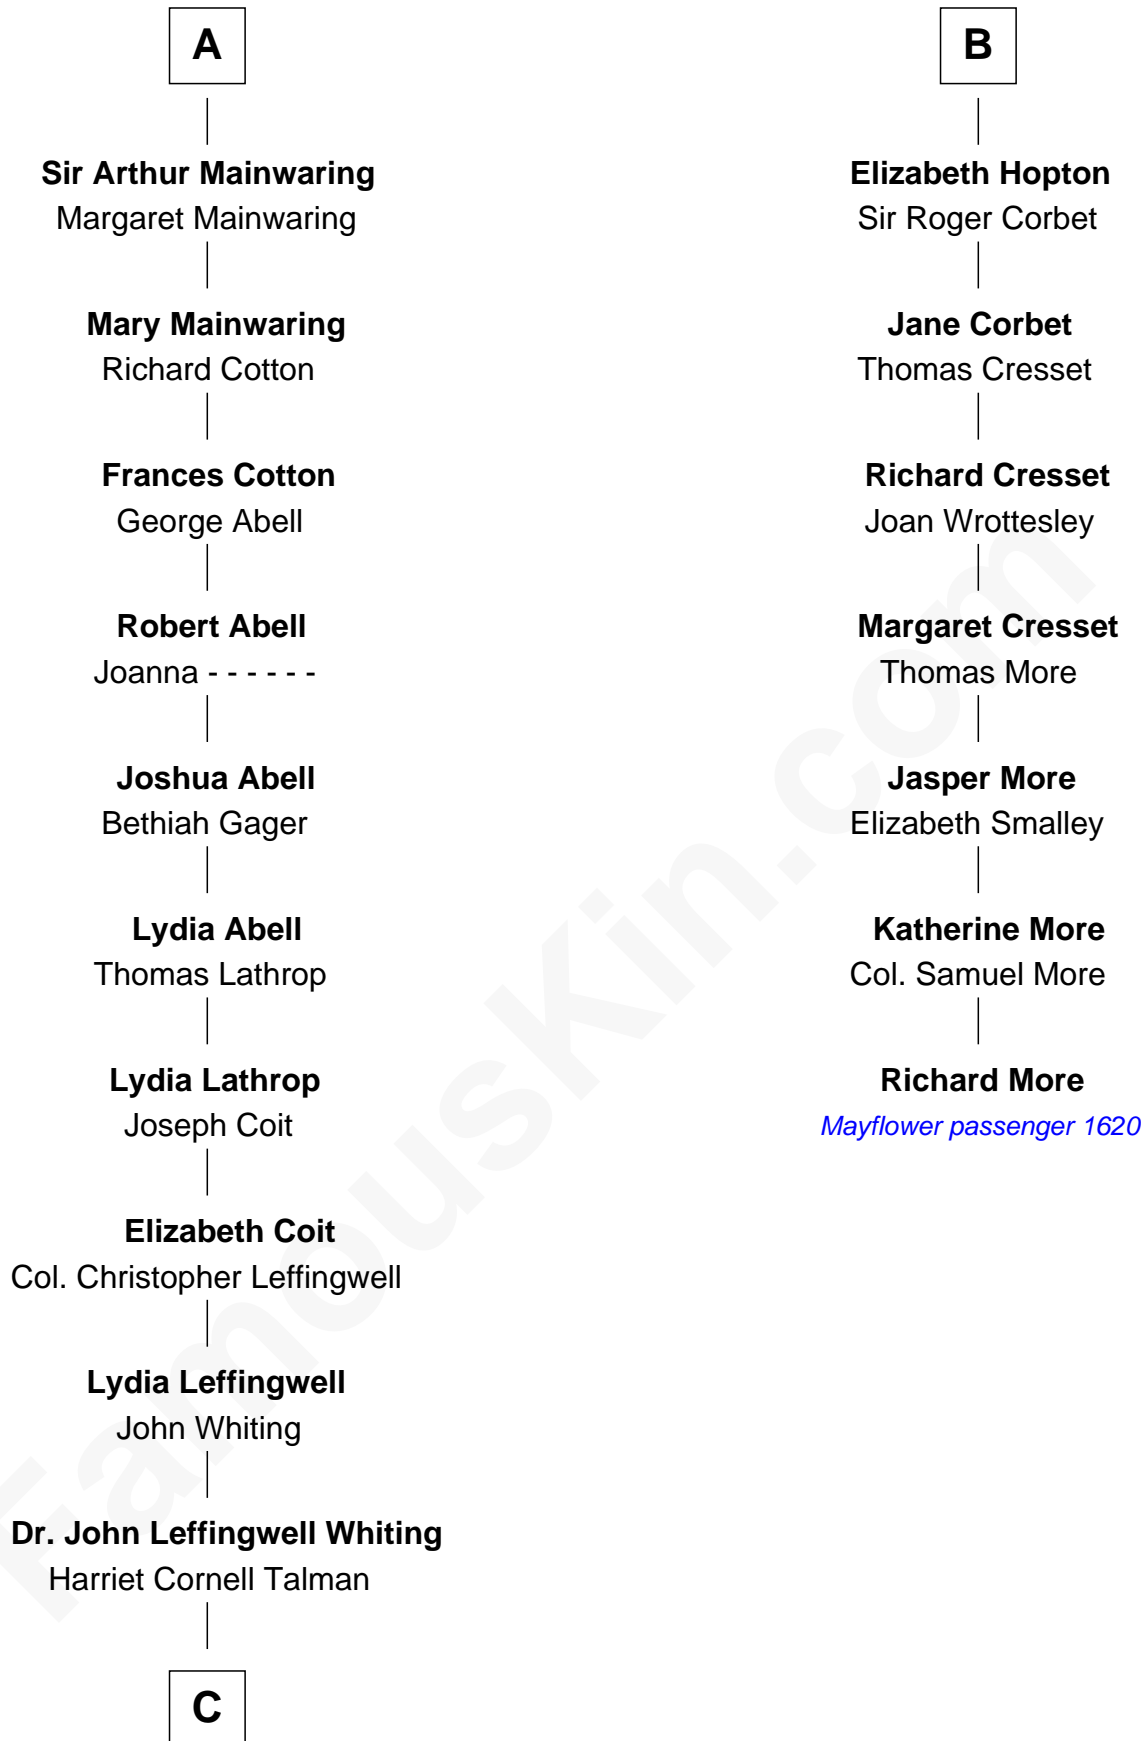 A
Sir Arthur Mainwaring
Margaret Mainwaring
Mary Mainwaring
Richard Cotton
Frances Cotton
George Abell
Robert Abell
Joanna - - - - - -
Joshua Abell
Bethiah Gager
Lydia Abell
Thomas Lathrop
Lydia Lathrop
Joseph Coit
Elizabeth Coit
Col. Christopher Leffingwell
Lydia Leffingwell
John Whiting
Dr. John Leffingwell Whiting
Harriet Cornell Talman
C
B
Elizabeth Hopton
Sir Roger Corbet
Jane Corbet
Thomas Cresset
Richard Cresset
Joan Wrottesley
Margaret Cresset
Thomas More
Jasper More
Elizabeth Smalley
Katherine More
Col. Samuel More
Richard More
Mayflower passenger 1620
FamousKin.com